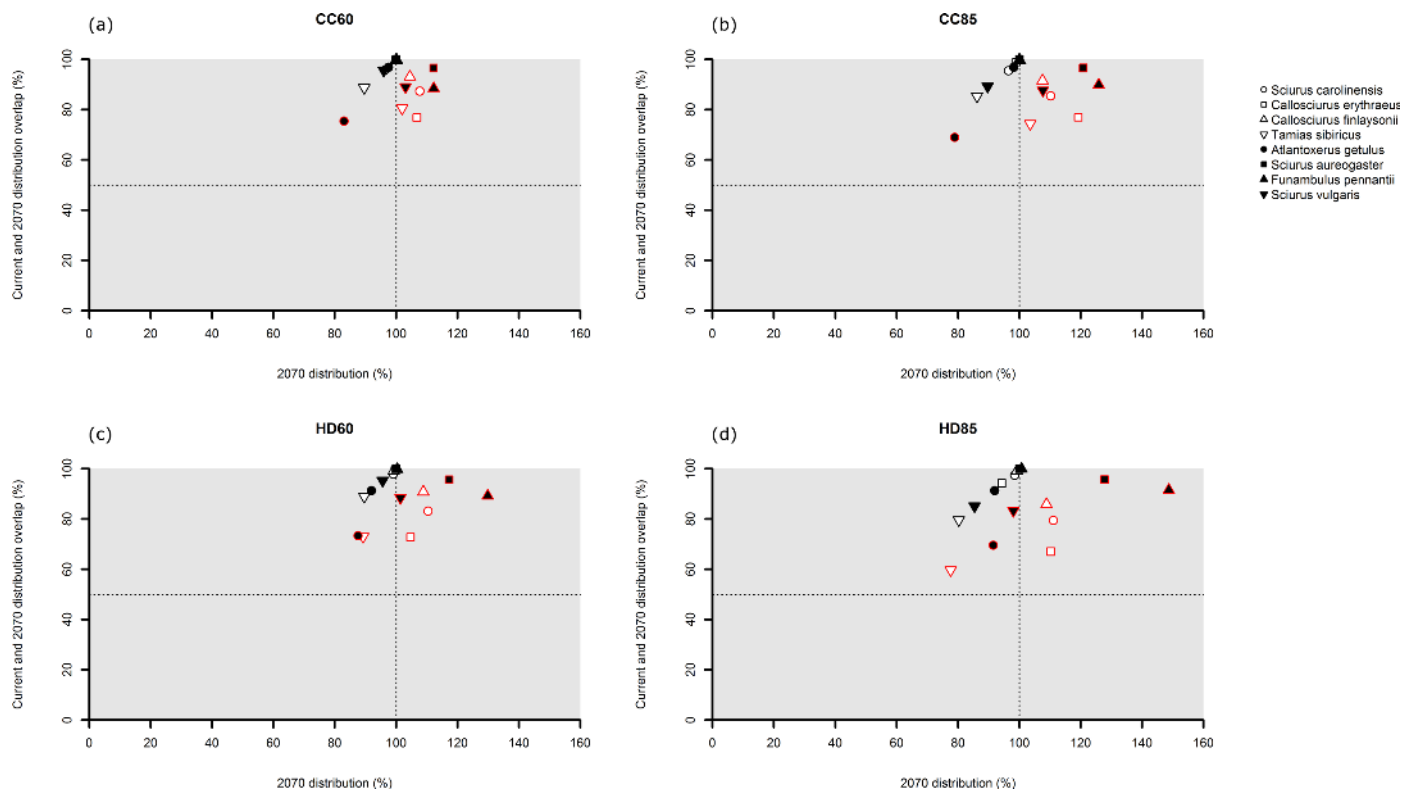 (a)
CC60
Current and 2070 distribution overlap (%)
100
80
60
40
20
0
0 20 40 60 80 100 120 140 160
2070 distribution (%)
(b)
CC85
Current and 2070 distribution overlap (%)
100
80
60
40
20
0
0 20 40 60 80 100 120 140 160
2070 distribution (%)
Sciurus carolinensis
Callosciurus erythraeus
Callosciurus finlaysonii
Tamias sibiricus
Atlantoxerus getulus
Sciurus aureogaster
Funambulus pennantii
Sciurus vulgaris
(c)
HD60
Current and 2070 distribution overlap (%)
100
80
60
40
20
0
0 20 40 60 80 100 120 140 160
2070 distribution (%)
(d)
HD85
Current and 2070 distribution overlap (%)
100
80
60
40
20
0
0 20 40 60 80 100 120 140 160
2070 distribution (%)